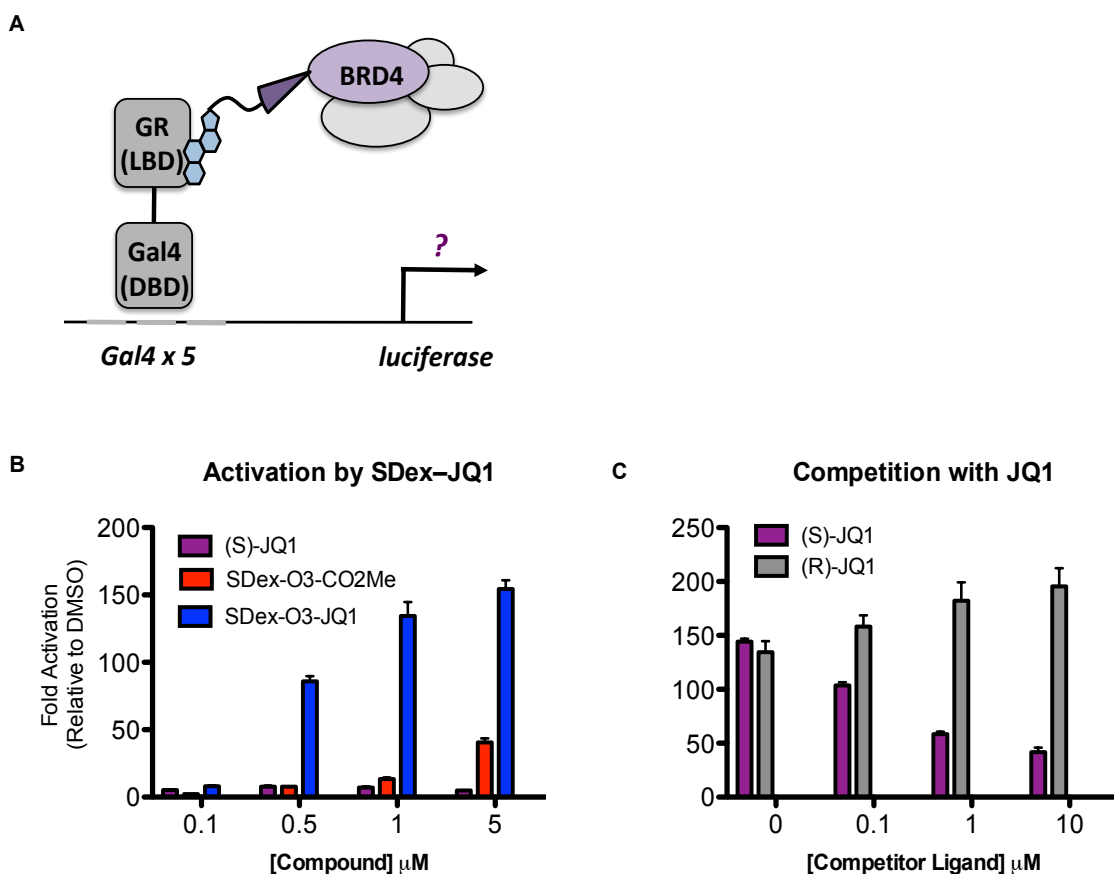 A
BRD4
GR
(LBD)
Gal4
(DBD)
?
Gal4 x 5
luciferase
B
Activation by SDex–JQ1
Fold Activation
(Relative to DMSO)
200
150
100
50
0
(S)-JQ1
SDex-O3-CO2Me
SDex-O3-JQ1
0.1 0.5 1 5
[Compound] μM
C
Competition with JQ1
250
200
150
100
50
0
(S)-JQ1
(R)-JQ1
0 0.1 1 10
[Competitor Ligand] μM